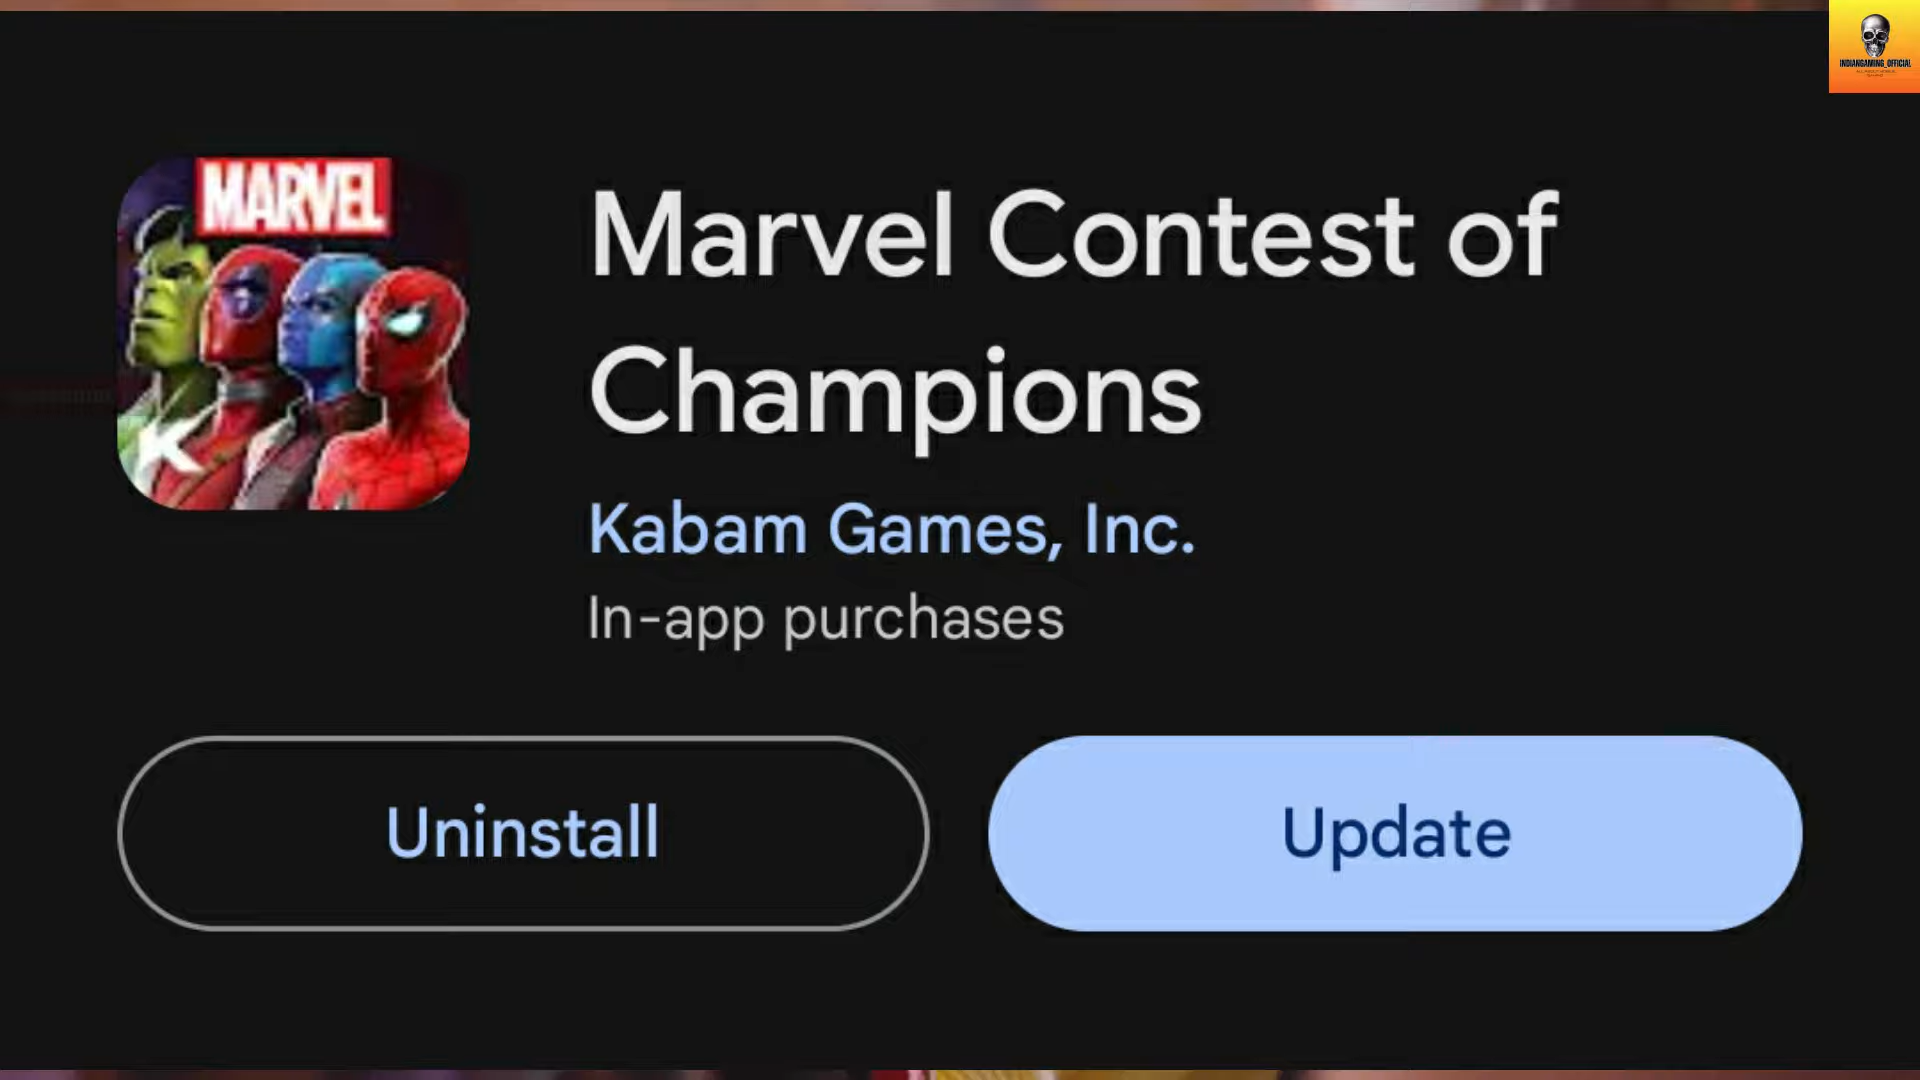 INDIANGAMING_OFFICIAL
MARVEL
K
Marvel Contest of
Champions
Kabam Games, Inc.
In-app purchases
Uninstall
Update